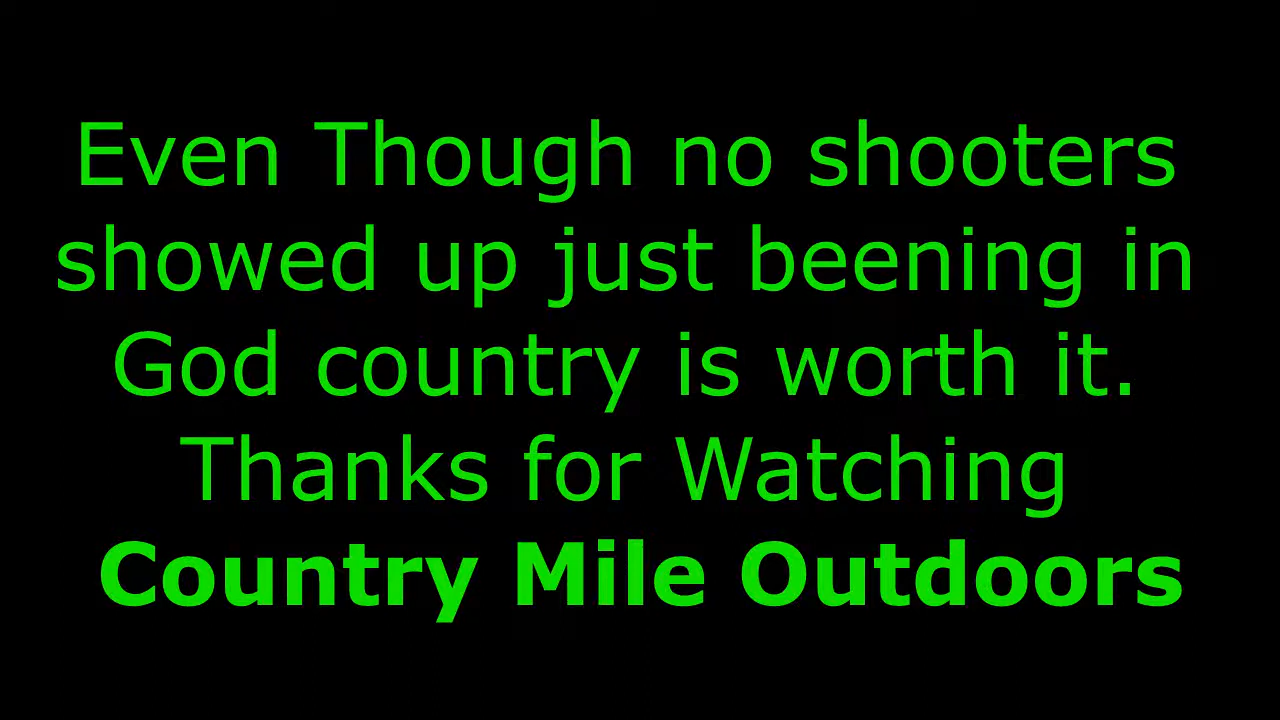 Even Though no shooters
showed up just beening in
God country is worth it.
Thanks for Watching
Country Mile Outdoors